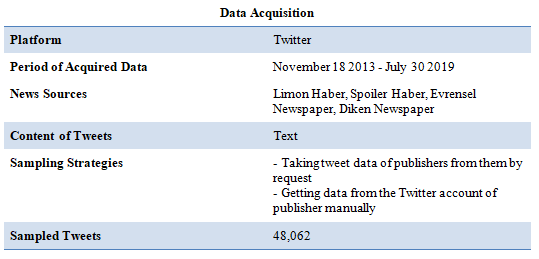 Data Acquisition
Platform Twitter
Period of Acquired Data November 18 2013 - July 30 2019
News Sources Limon Haber, Spoiler Haber, Evrensel
Newspaper, Diken Newspaper
Content of Tweets Text
Sampling Strategies - Taking tweet data of publishers from them by
request
- Getting data from the Twitter account of
publisher manually
Sampled Tweets 48,062